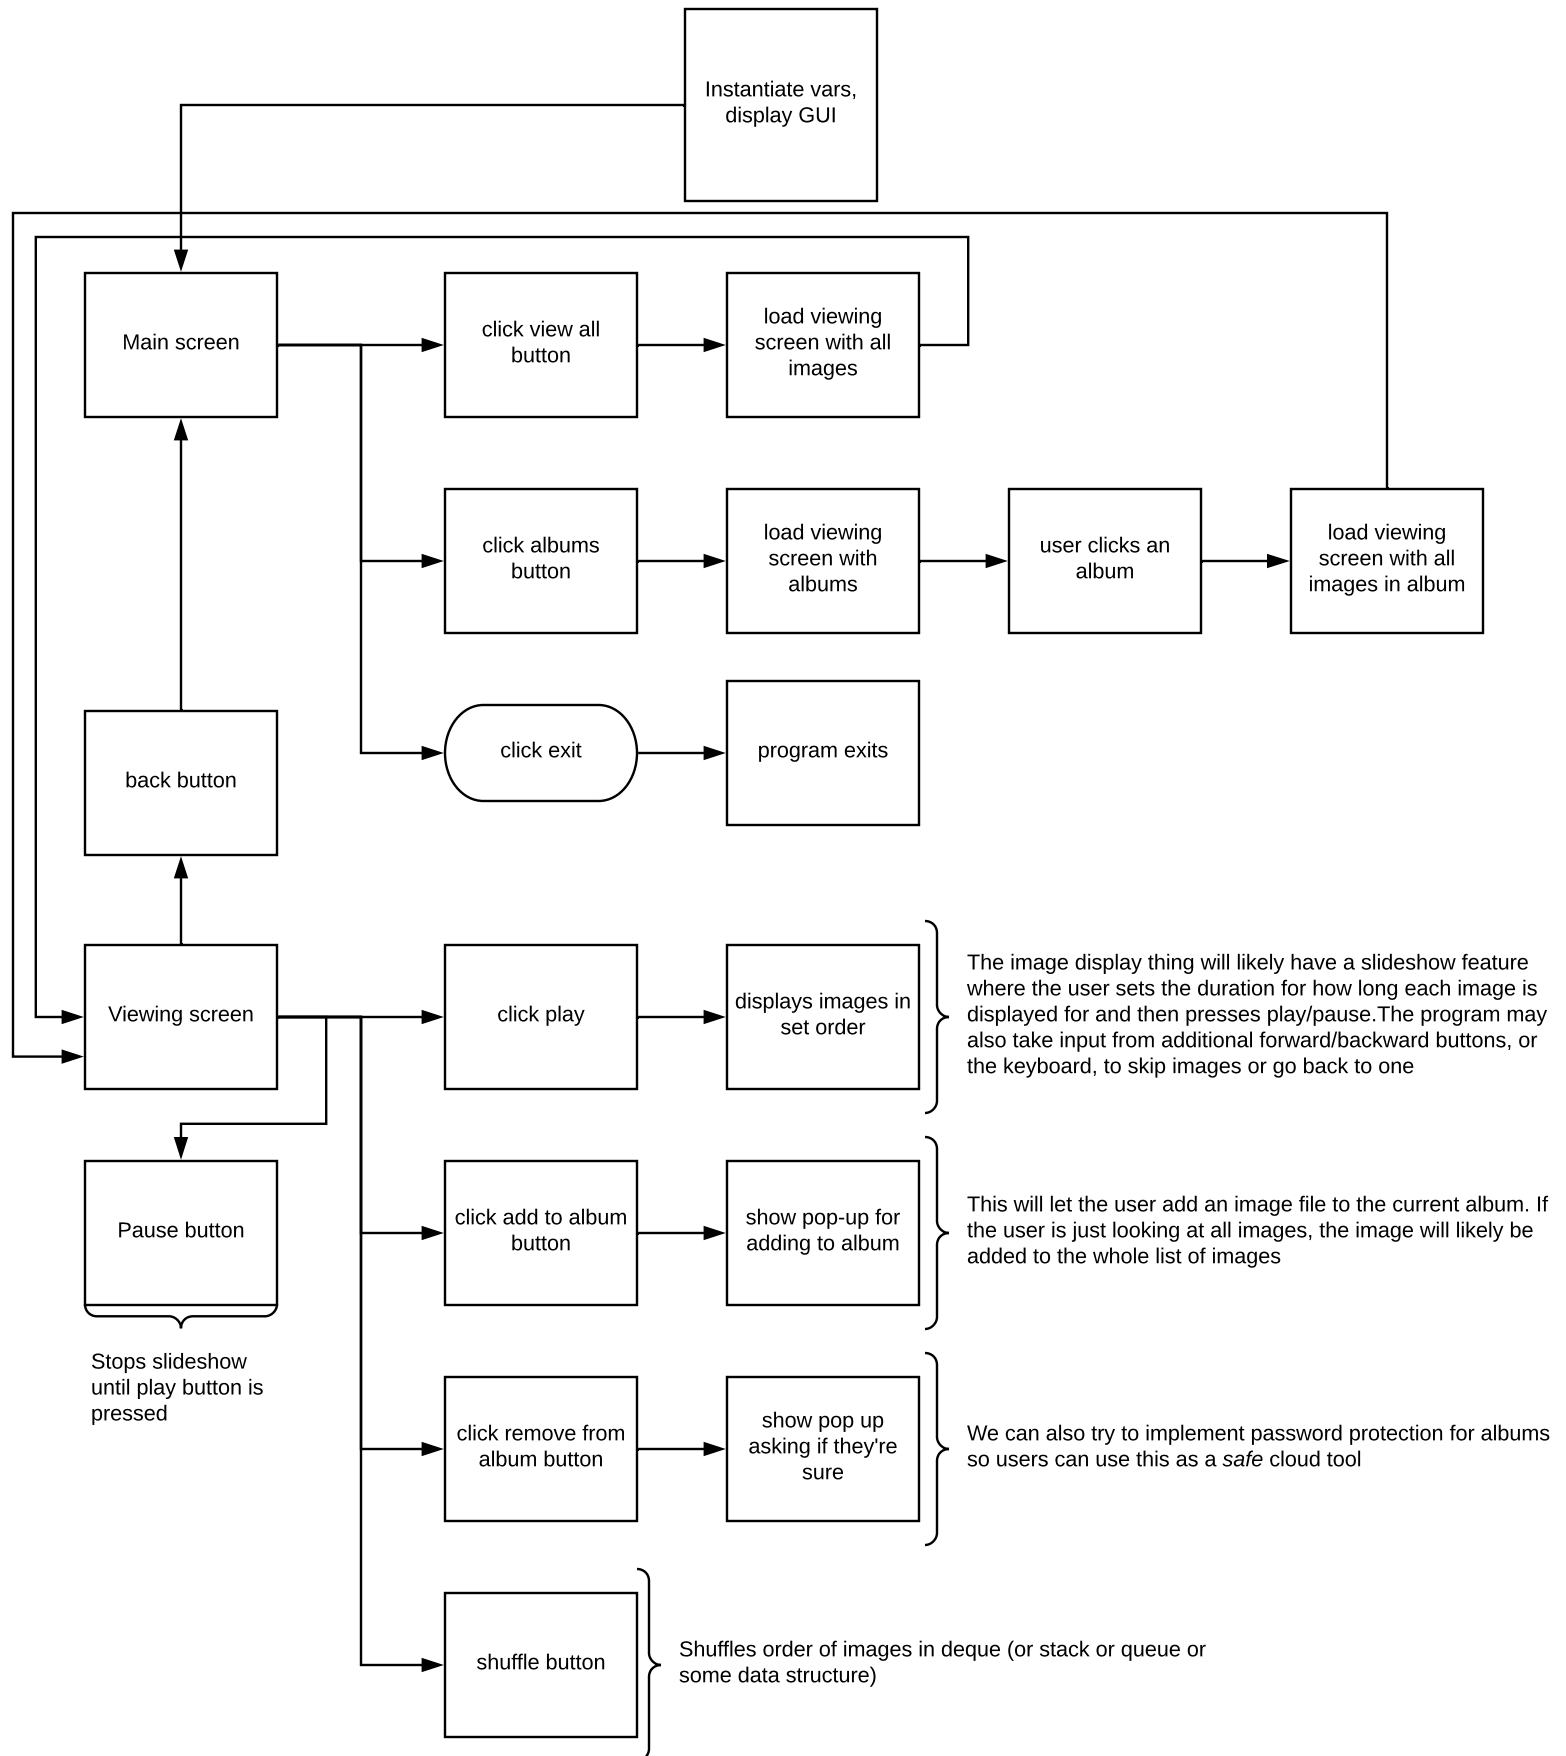 Instantiate vars,
display GUI
Main screen
click view all
button
load viewing
screen with all
images
click albums
button
load viewing
screen with
albums
user clicks an
album
load viewing
screen with all
images in album
back button
click exit
program exits
Viewing screen
click play
displays images in
set order
The image display thing will likely have a slideshow feature
where the user sets the duration for how long each image is
displayed for and then presses play/pause.The program may
also take input from additional forward/backward buttons, or
the keyboard, to skip images or go back to one
Pause button
Stops slideshow
until play button is
pressed
click add to album
button
show pop-up for
adding to album
This will let the user add an image file to the current album. If
the user is just looking at all images, the image will likely be
added to the whole list of images
click remove from
album button
show pop up
asking if they're
sure
We can also try to implement password protection for albums
so users can use this as a safe cloud tool
shuffle button
Shuffles order of images in deque (or stack or queue or
some data structure)